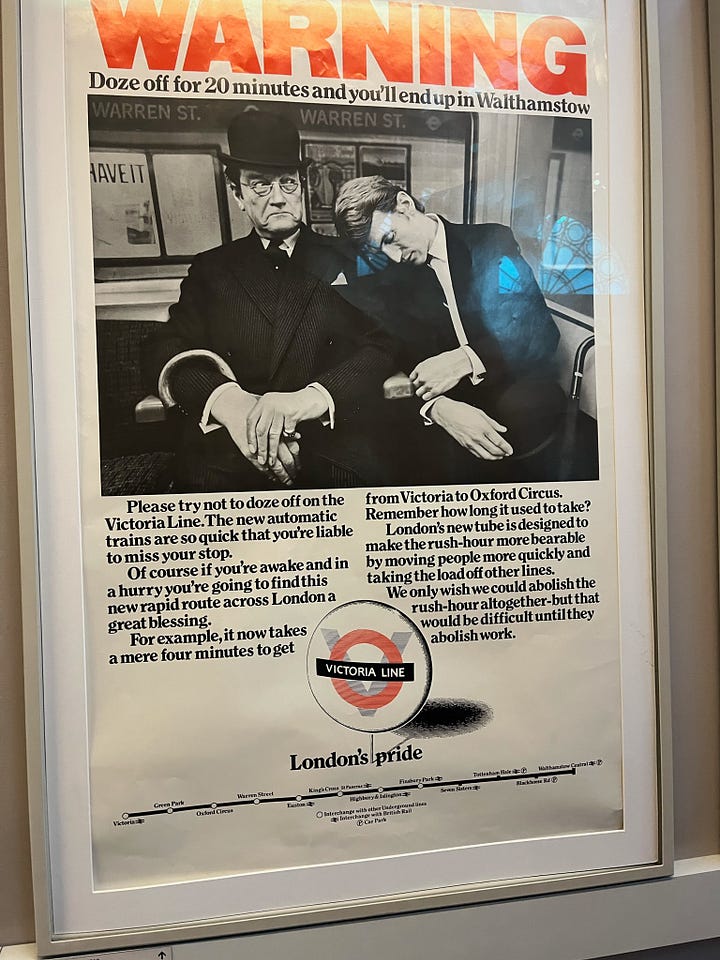 WARNING
Doze off for 20 minutes and you'll end up in Walthamstow
WARREN ST.
WARREN ST.
HAVE IT
Please try not to doze off on the
Victoria Line. The new automatic
trains are so quick that you're liable
to miss your stop.
Of course if you're awake and in
a hurry you're going to find this
new rapid route across London a
great blessing.
For example, it now takes
a mere four minutes to get
from Victoria to Oxford Circus.
Remember how long it used to take?
London's new tube is designed to
make the rush-hour more bearable
by moving people more quickly and
taking the load off other lines.
We only wish we could abolish the
rush-hour altogether-but that
would be difficult until they
abolish work.
VICTORIA LINE
London's pride
Victoria
Green Park
Oxford Circus
Warren Street
Euston
King's Cross St Pancras
Highbury & Islington
Finsbury Park
Seven Sisters
Tottenham Hale P
Blackhorse Rd P
Walthamstow Central P
Interchange with other Underground lines
Interchange with British Rail
P Car Park